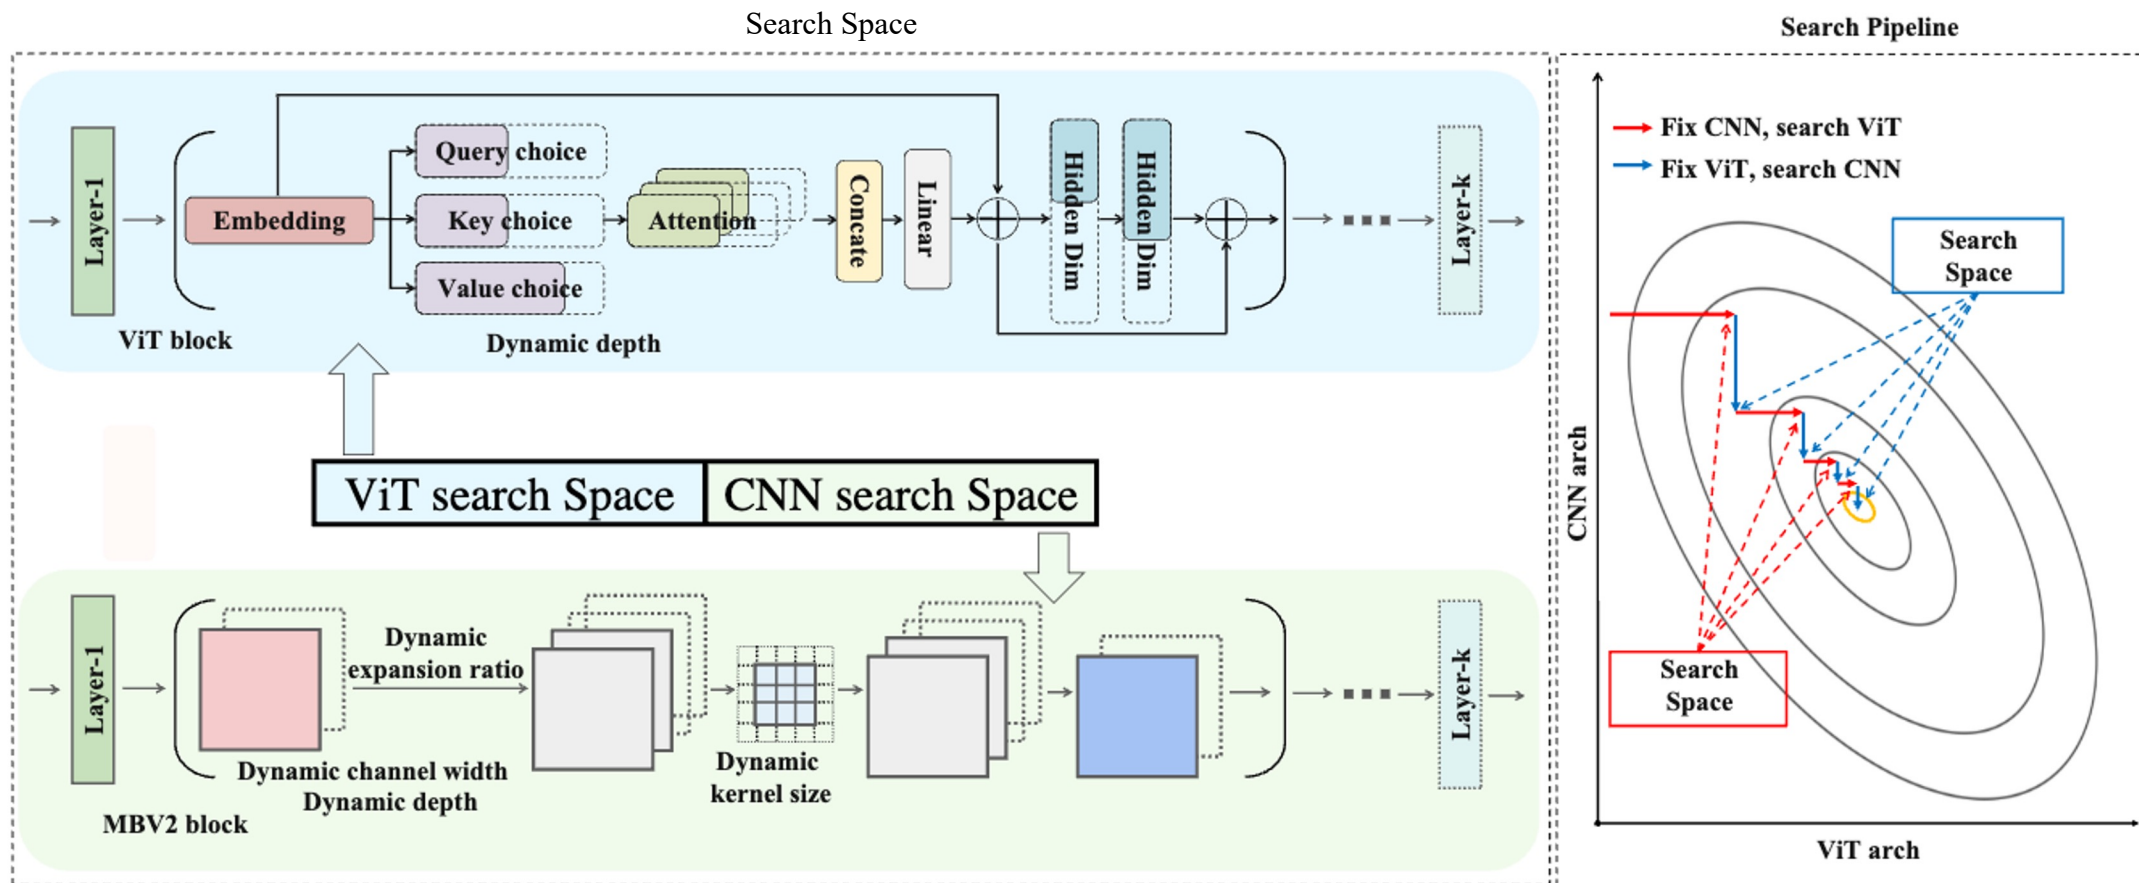 Search Space
Layer-1
Embedding
Query choice
Key choice
Value choice
Attention
Concate
Linear
Hidden Dim
Hidden Dim
Layer-k
ViT block
Dynamic depth
ViT search Space
CNN search Space
Layer-1
Dynamic
expansion ratio
Dynamic channel width
Dynamic depth
MBV2 block
Dynamic
kernel size
Layer-k
Search Pipeline
Fix CNN, search ViT
Fix ViT, search CNN
Search
Space
CNN arch
Search
Space
ViT arch